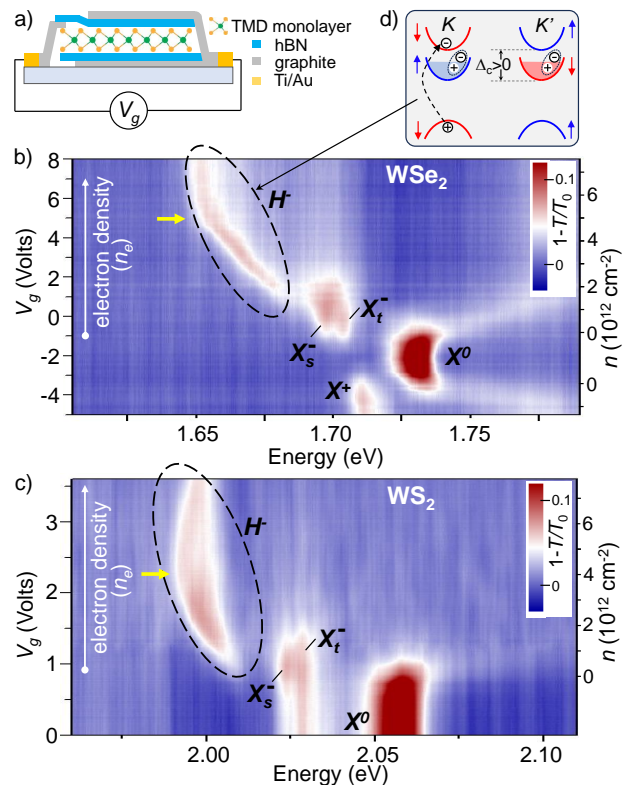 a)
TMD monolayer
hBN
graphite
Ti/Au
V_g
d)
K
K'
Δ_c>0
b)
WSe₂
H⁻
electron density
(n_e)
X_t⁻
X_s⁻
X⁰
X⁺
0.1
0
1-T/T₀
V_g (Volts)
8
6
4
2
0
-2
-4
6
4
2
0
0
n (10¹² cm⁻²)
1.65
1.70
1.75
Energy (eV)
c)
WS₂
H⁻
electron density
(n_e)
X_t⁻
X_s⁻
X⁰
0.1
0
1-T/T₀
V_g (Volts)
3
2
1
0
6
4
2
0
n (10¹² cm⁻²)
2.00
2.05
2.10
Energy (eV)